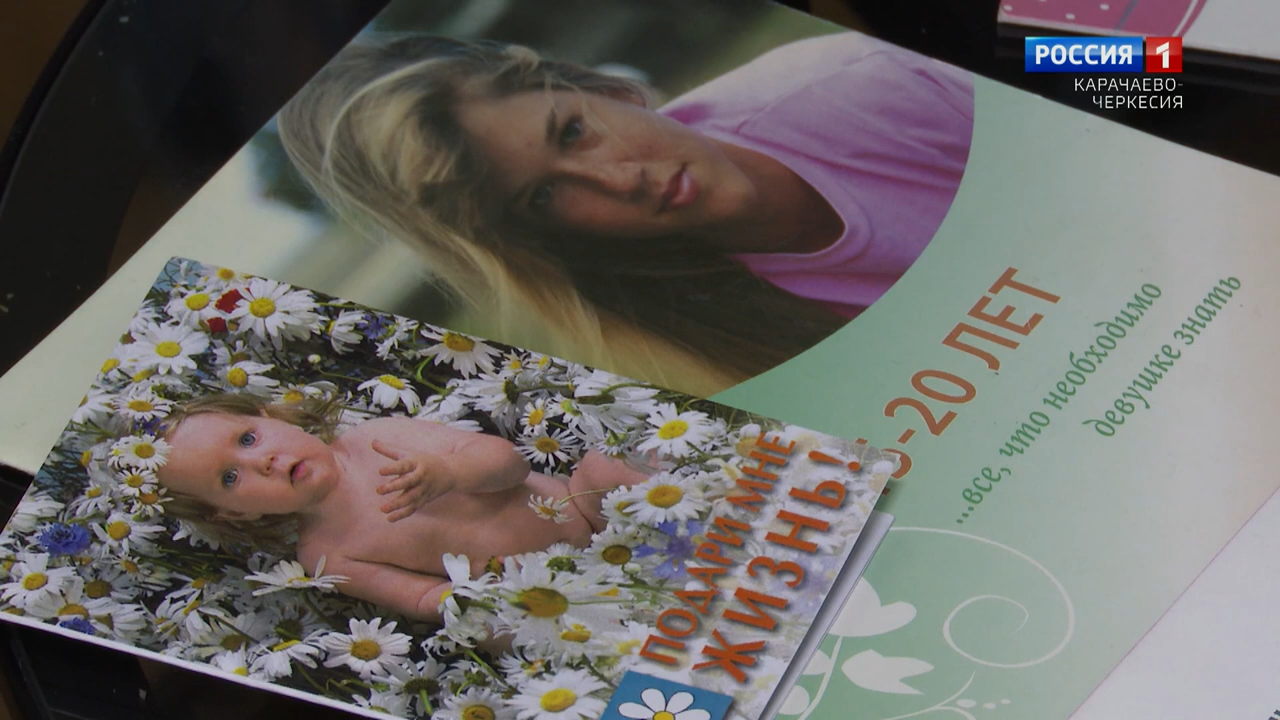 РОССИЯ 1
КАРАЧАЕВО-
ЧЕРКЕСИЯ
-20 ЛЕТ
...все, что необходимо
девушке знать
ПОДАРИ МНЕ
ЖИЗНЬ!